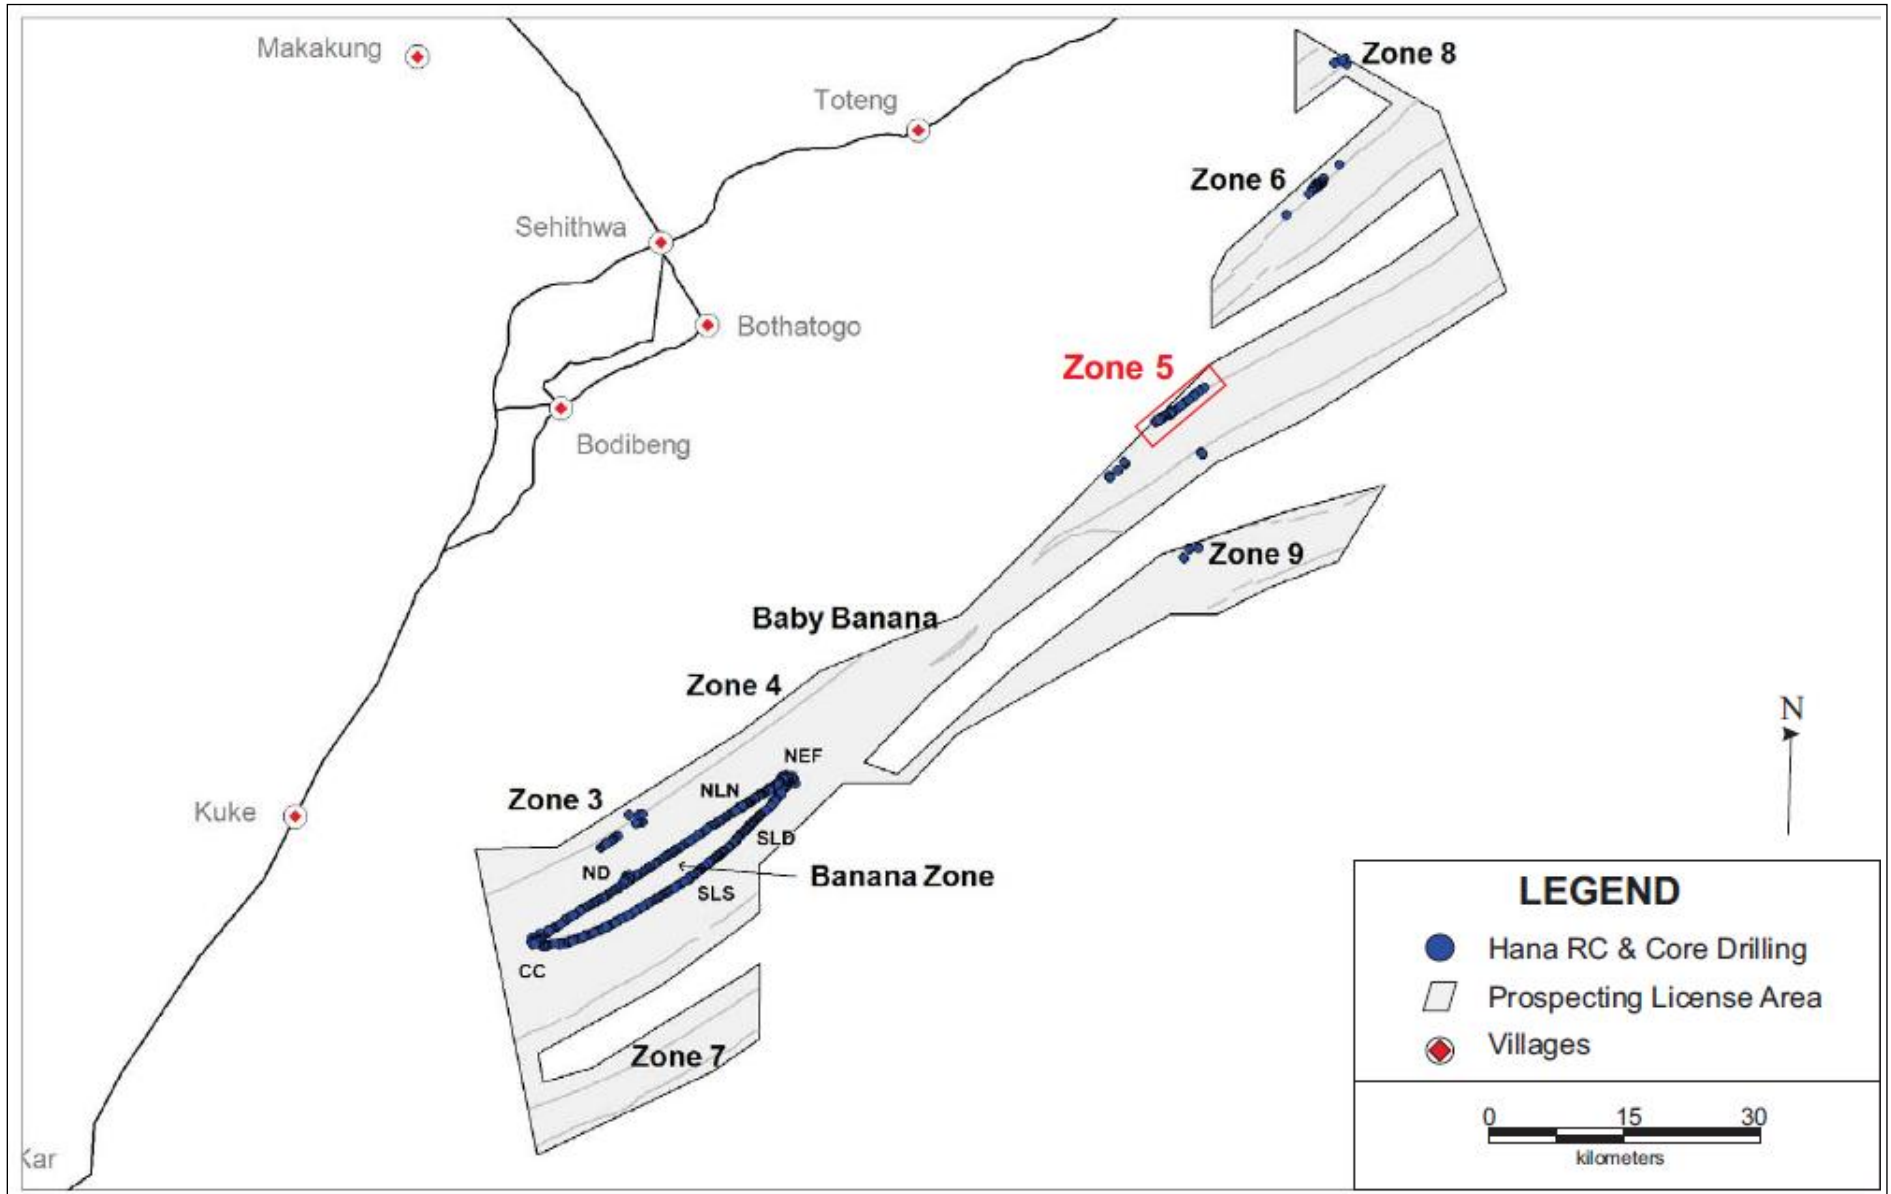 Makakung
Zone 8
Toteng
Zone 6
Sehithwa
Bothatogo
Zone 5
Bodibeng
Zone 9
Baby Banana
Zone 4
N
NEF
NLN
Zone 3
Kuke
SLD
ND
Banana Zone
SLS
CC
LEGEND
Hana RC & Core Drilling
Prospecting License Area
Villages
Zone 7
0 15 30
kilometers
Kar